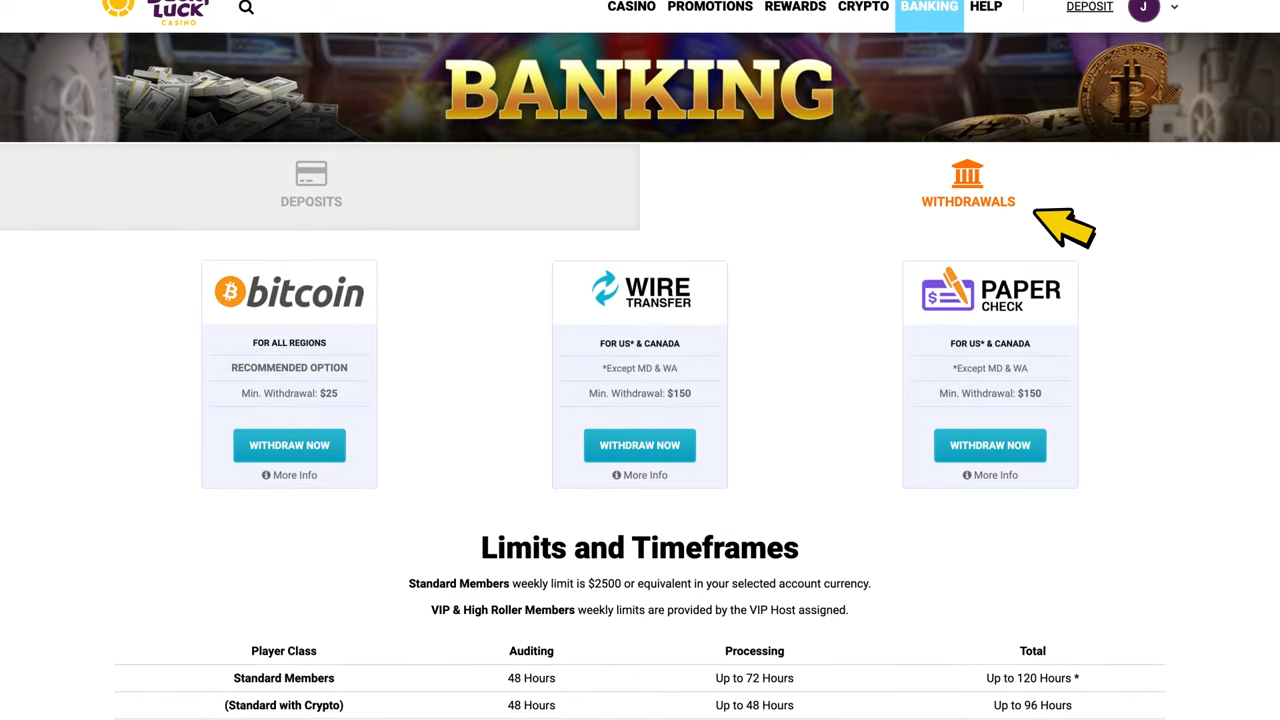 LUCK
CASINO
CASINO PROMOTIONS REWARDS CRYPTO BANKING HELP DEPOSIT J
BANKING
DEPOSITS
WITHDRAWALS
bitcoin
FOR ALL REGIONS
RECOMMENDED OPTION
Min. Withdrawal: $25
WITHDRAW NOW
More Info
WIRE
TRANSFER
FOR US* & CANADA
*Except MD & WA
Min. Withdrawal: $150
WITHDRAW NOW
More Info
PAPER
CHECK
FOR US* & CANADA
*Except MD & WA
Min. Withdrawal: $150
WITHDRAW NOW
More Info
Limits and Timeframes
Standard Members weekly limit is $2500 or equivalent in your selected account currency.
VIP & High Roller Members weekly limits are provided by the VIP Host assigned.
Player Class Auditing Processing Total
Standard Members 48 Hours Up to 72 Hours Up to 120 Hours *
(Standard with Crypto) 48 Hours Up to 48 Hours Up to 96 Hours